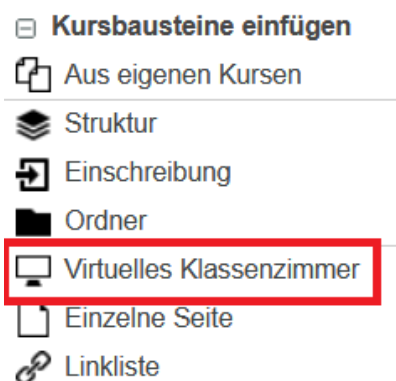 Kursbausteine einfügen
Aus eigenen Kursen
Struktur
Einschreibung
Ordner
Virtuelles Klassenzimmer
Einzelne Seite
Linkliste